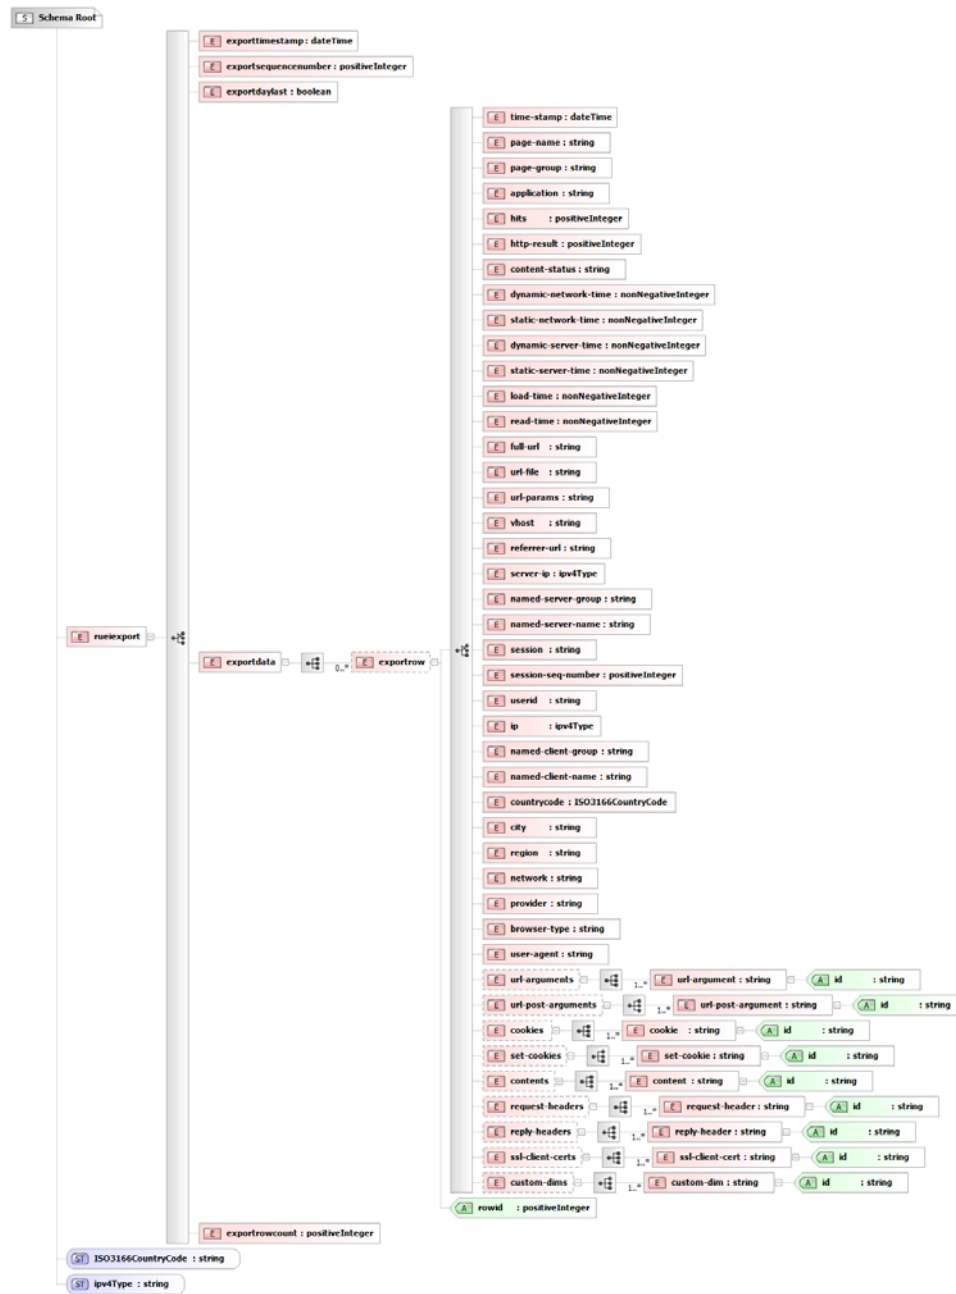 S Schema Root
E exporttimestamp : dateTime
E exportsequencenumber : positiveInteger
E exportdaylast : boolean
E time-stamp : dateTime
E page-name : string
E page-group : string
E application : string
E hits : positiveInteger
E http-result : positiveInteger
E content-status : string
E dynamic-network-time : nonNegativeInteger
E static-network-time : nonNegativeInteger
E dynamic-server-time : nonNegativeInteger
E static-server-time : nonNegativeInteger
E load-time : nonNegativeInteger
E read-time : nonNegativeInteger
E full-url : string
E url-file : string
E url-params : string
E vhost : string
E referrer-url : string
E server-ip : ipv4Type
E named-server-group : string
E named-server-name : string
E rueiexport
E session : string
E exportdata 0..* E exportrow
E session-seq-number : positiveInteger
E userid : string
E ip : ipv4Type
E named-client-group : string
E named-client-name : string
E countrycode : ISO3166CountryCode
E city : string
E region : string
E network : string
E provider : string
E browser-type : string
E user-agent : string
E url-arguments 1..* E url-argument : string A id : string
E url-post-arguments 1..* E url-post-argument : string A id : string
E cookies 1..* E cookie : string A id : string
E set-cookies 1..* E set-cookie : string A id : string
E contents 1..* E content : string A id : string
E request-headers 1..* E request-header : string A id : string
E reply-headers 1..* E reply-header : string A id : string
E ssl-client-certs 1..* E ssl-client-cert : string A id : string
E custom-dims 1..* E custom-dim : string A id : string
A rowid : positiveInteger
E exportrowcount : positiveInteger
ST ISO3166CountryCode : string
ST ipv4Type : string